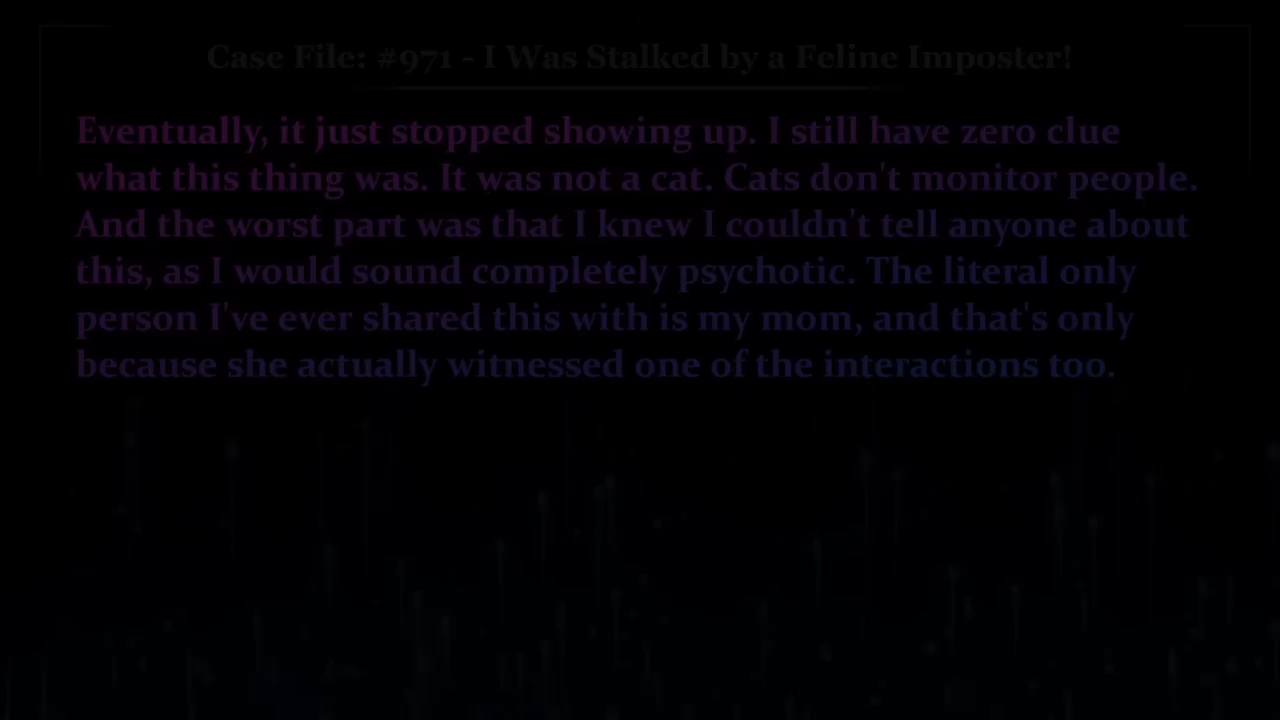 Case File: #971 - I Was Stalked by a Feline Imposter!
Eventually, it just stopped showing up. I still have zero clue
what this thing was. It was not a cat. Cats don't monitor people.
And the worst part was that I knew I couldn't tell anyone about
this, as I would sound completely psychotic. The literal only
person I've ever shared this with is my mom, and that's only
because she actually witnessed one of the interactions too.